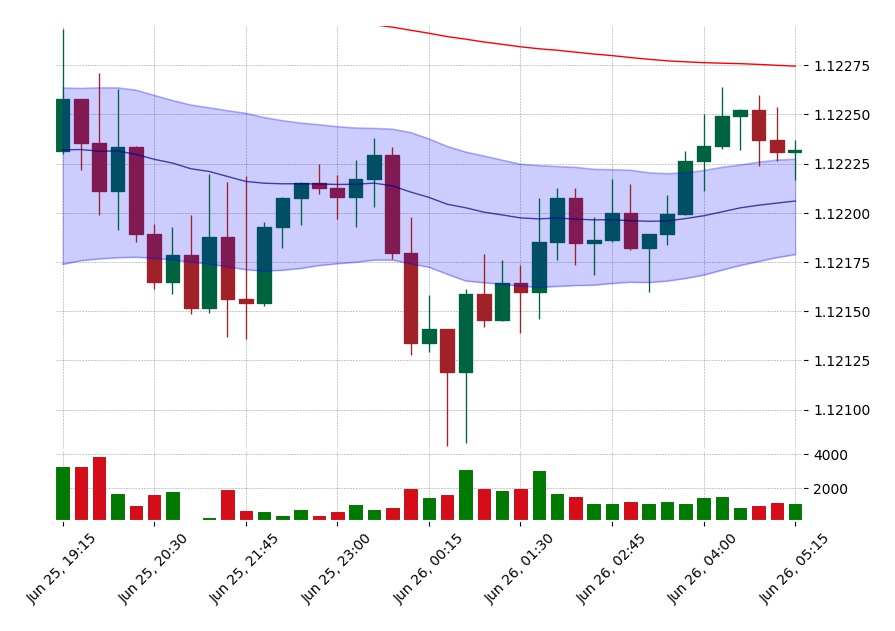 1.12275
1.12250
1.12225
1.12200
1.12175
1.12150
1.12125
1.12100
4000
2000
Jun 25, 19:15
Jun 25, 20:30
Jun 25, 21:45
Jun 25, 23:00
Jun 26, 00:15
Jun 26, 01:30
Jun 26, 02:45
Jun 26, 04:00
Jun 26, 05:15